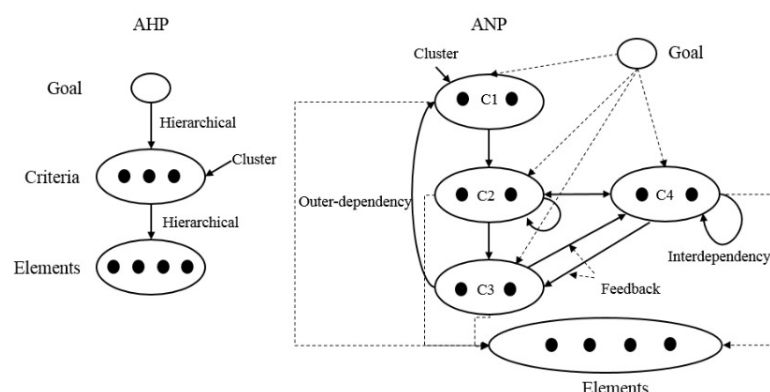 AHP
Goal
Hierarchical
Cluster
Criteria
Hierarchical
Elements
ANP
Cluster
Goal
C1
Outer-dependency
C2
C4
Interdependency
C3
Feedback
Elements